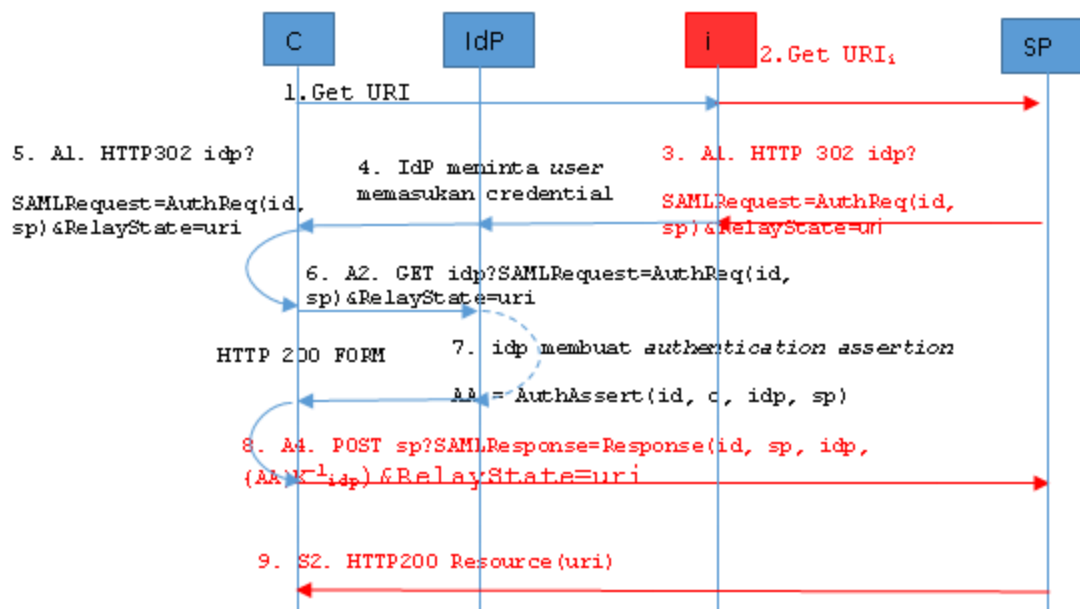 C
IdP
i
SP
2.Get URIi
1.Get URI
5. A1. HTTP302 idp?
SAMLRequest=AuthReq(id,
sp)&RelayState=uri
4. IdP meminta user
memasukan credential
3. A1. HTTP 302 idp?
SAMLRequest=AuthReq(id,
sp)&RelayState=uri
6. A2. GET idp?SAMLRequest=AuthReq(id,
sp)&RelayState=uri
HTTP 200 FORM
7. idp membuat authentication assertion
AA = AuthAssert(id, c, idp, sp)
8. A4. POST sp?SAMLResponse=Response(id, sp, idp,
{AA}K⁻¹idp)&RelayState=uri
9. S2. HTTP200 Resource(uri)